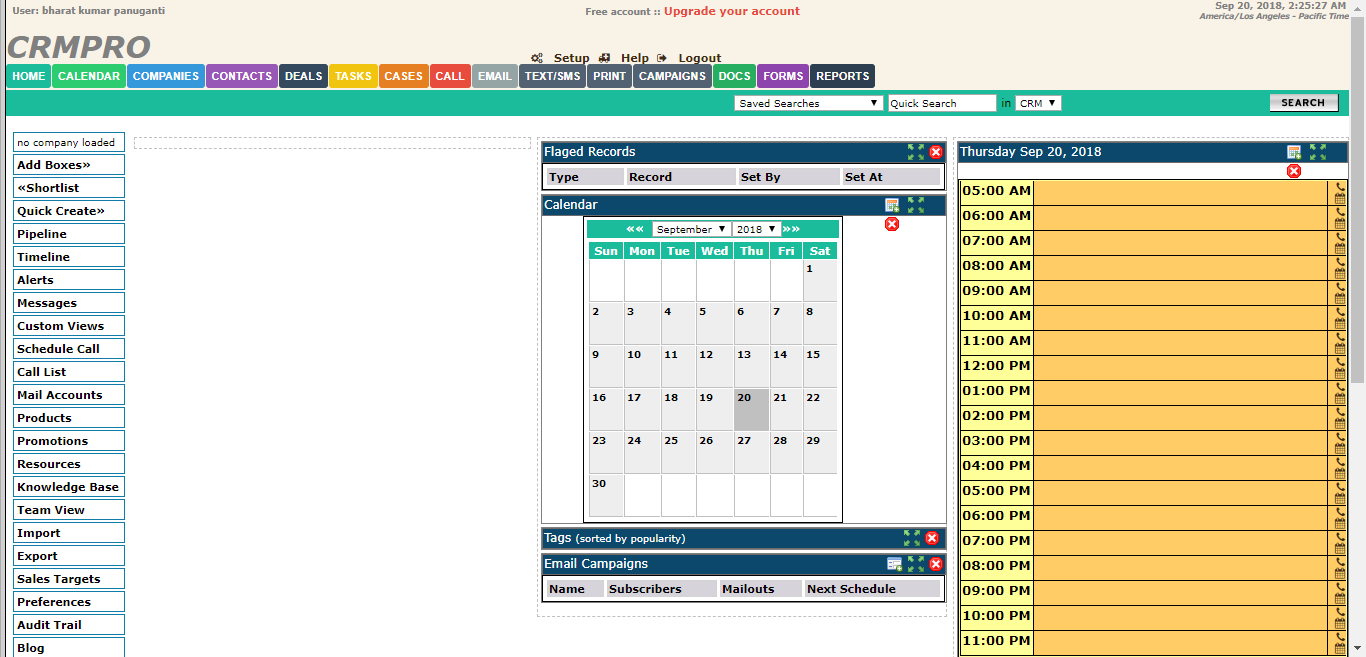 User: bharat kumar panuganti
Free account :: Upgrade your account
Sep 20, 2018, 2:25:27 AM
America/Los Angeles - Pacific Time
CRMPRO
Setup Help Logout
HOME CALENDAR COMPANIES CONTACTS DEALS TASKS CASES CALL EMAIL TEXT/SMS PRINT CAMPAIGNS DOCS FORMS REPORTS
Saved Searches Quick Search in CRM SEARCH
no company loaded
Add Boxes»
«Shortlist
Quick Create»
Pipeline
Timeline
Alerts
Messages
Custom Views
Schedule Call
Call List
Mail Accounts
Products
Promotions
Resources
Knowledge Base
Team View
Import
Export
Sales Targets
Preferences
Audit Trail
Blog
Flaged Records
Type Record Set By Set At
Calendar
«« September 2018 »»
Sun Mon Tue Wed Thu Fri Sat
1
2 3 4 5 6 7 8
9 10 11 12 13 14 15
16 17 18 19 20 21 22
23 24 25 26 27 28 29
30
Tags (sorted by popularity)
Email Campaigns
Name Subscribers Mailouts Next Schedule
Thursday Sep 20, 2018
05:00 AM
06:00 AM
07:00 AM
08:00 AM
09:00 AM
10:00 AM
11:00 AM
12:00 PM
01:00 PM
02:00 PM
03:00 PM
04:00 PM
05:00 PM
06:00 PM
07:00 PM
08:00 PM
09:00 PM
10:00 PM
11:00 PM